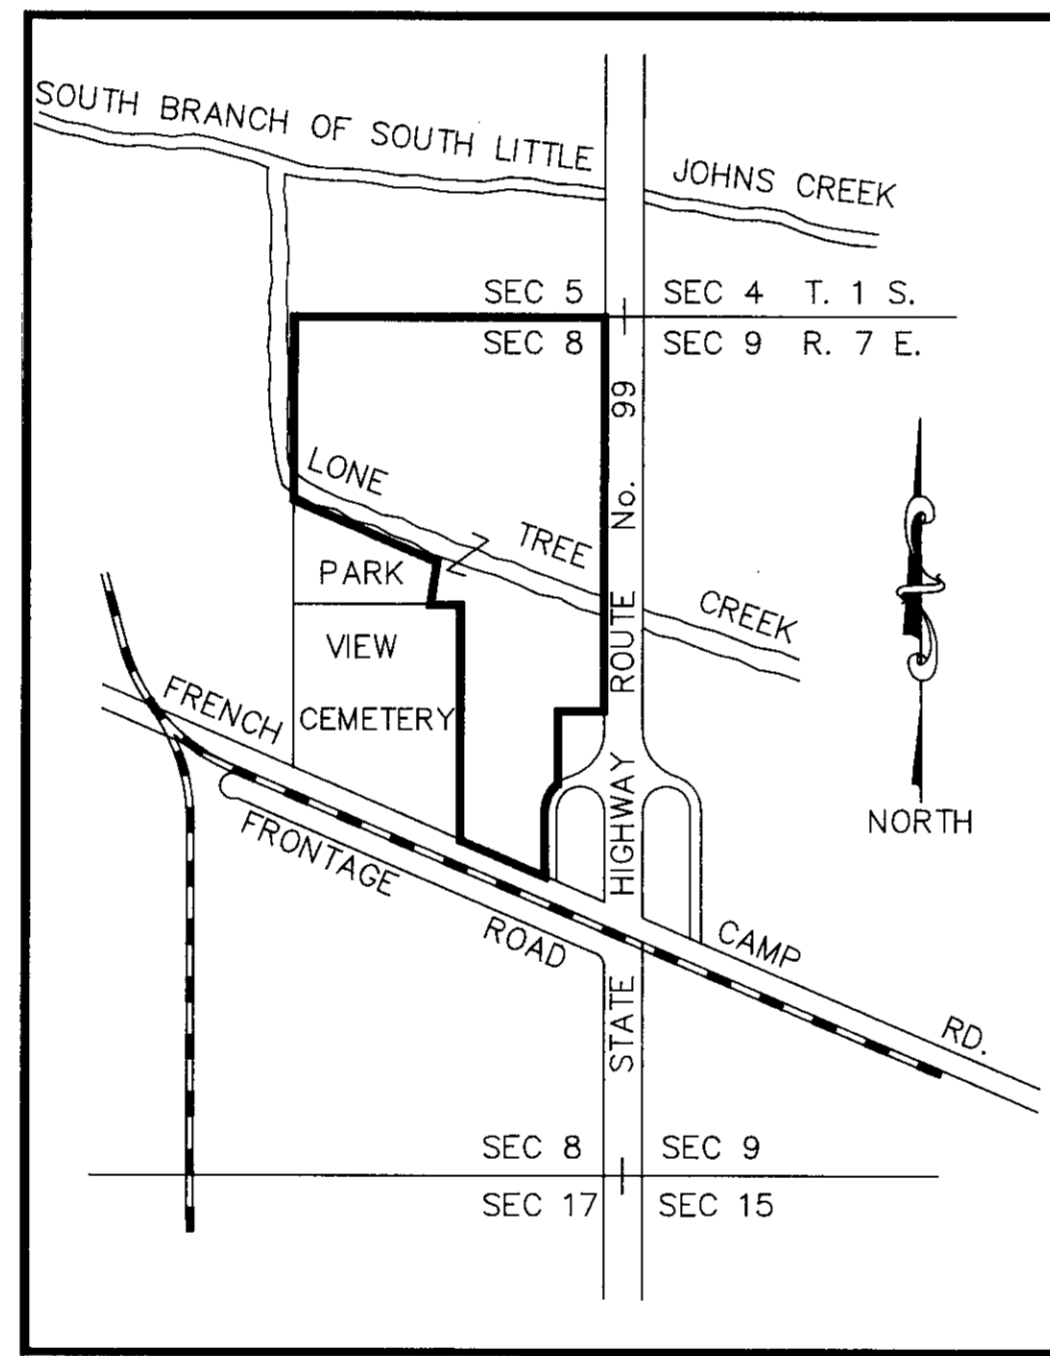 SOUTH BRANCH OF SOUTH LITTLE JOHNS CREEK
SEC 5
SEC 4 T. 1 S.
SEC 8
SEC 9 R. 7 E.
LONE TREE CREEK
PARK
VIEW
CEMETERY
STATE HIGHWAY ROUTE No. 99
FRENCH CAMP RD.
FRONTAGE ROAD
NORTH
SEC 8
SEC 9
SEC 17
SEC 15